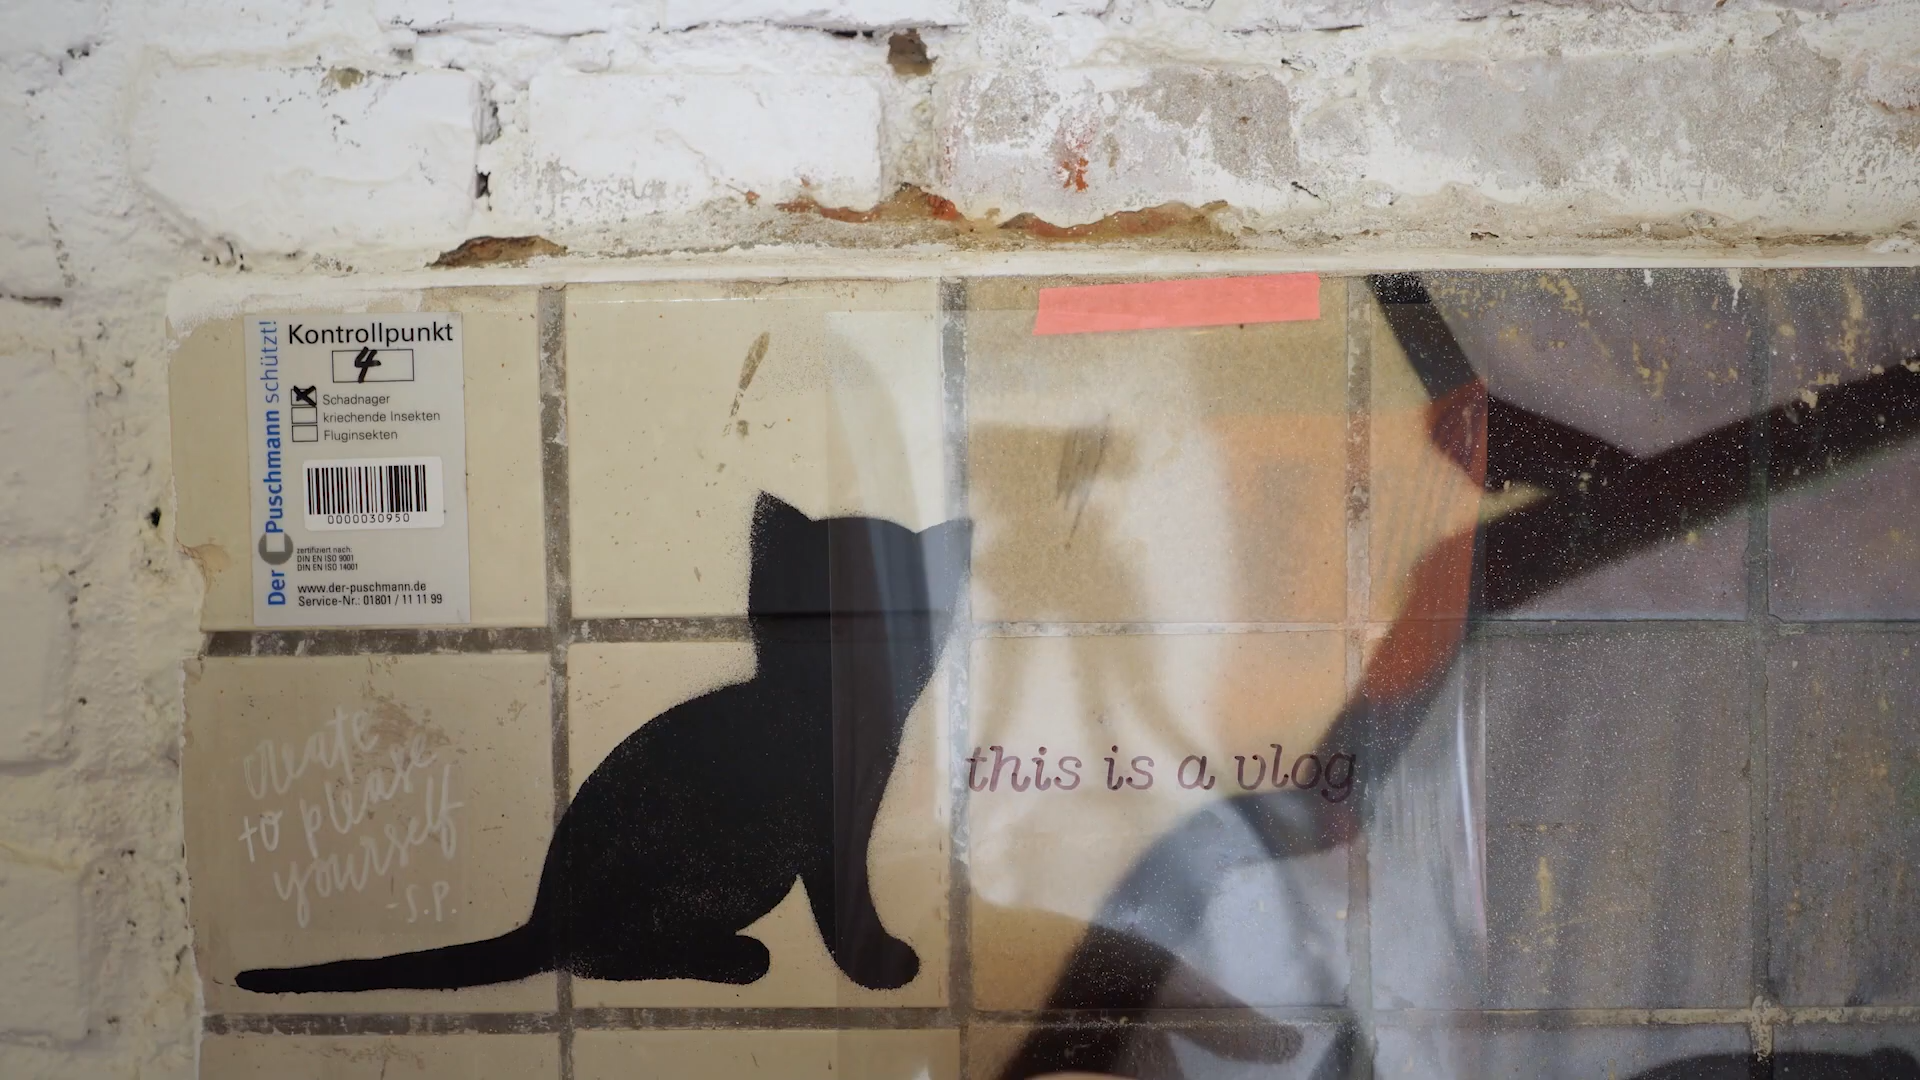 Der Puschmann schützt!
Kontrollpunkt
4
Schadnager
kriechende Insekten
Fluginsekten
0000030950
zertifiziert nach:
DIN EN ISO 9001
DIN EN ISO 14001
www.der-puschmann.de
Service-Nr.: 01801 / 11 11 99
create
to please
yourself
-S.P.
this is a vlog